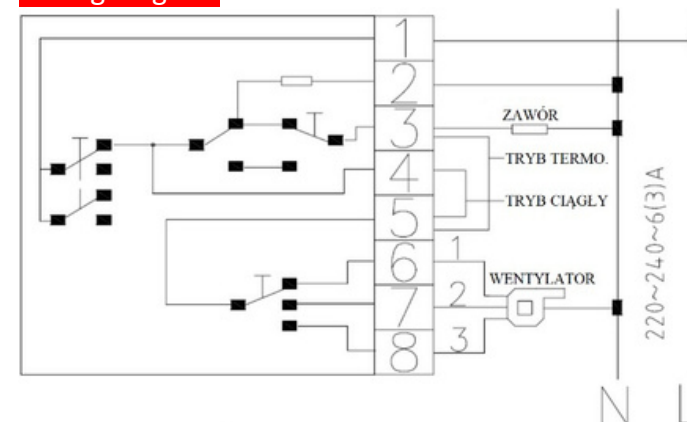 1
2
3
4
5
6
7
8
ZAWÓR
TRYB TERMO.
TRYB CIĄGŁY
1
WENTYLATOR
2
3
220~240~6(3)A
N